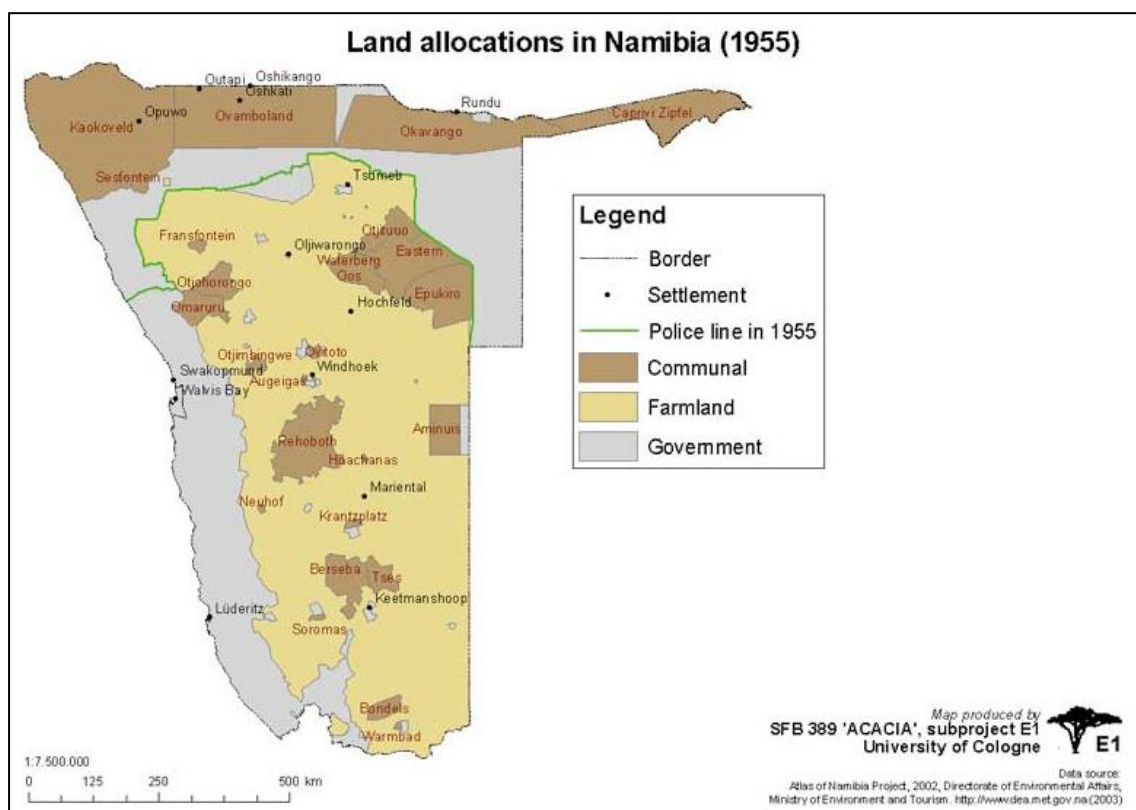 Land allocations in Namibia (1955)
Outapi
Oshikango
Oshkati
Opuwo
Kaokoveld
Ovamboland
Rundu
Okavango
Caprivi Zipfel
Sesfontein
Tsumeb
Fransfontein
Otjituuo
Oljiwarongo
Eastern
Waterberg
Oos
Otjohorongo
Epukiro
Omaruru
Hochfeld
Otjimbingwe
Ovitoto
Swakopmund
Augeigas
Windhoek
Walvis Bay
Rehoboth
Aminuis
Hoachanas
Mariental
Neuhof
Krantzplatz
Berseba
Tses
Keetmanshoop
Lüderitz
Soromas
Bondels
Warmbad
Legend
Border
Settlement
Police line in 1955
Communal
Farmland
Government
1:7.500.000
0 125 250 500 km
Map produced by
SFB 389 'ACACIA', subproject E1
University of Cologne
E1
Data source:
Atlas of Namibia Project, 2002, Directorate of Environmental Affairs,
Ministry of Environment and Tourism. http://www.dea.met.gov.na (2003)